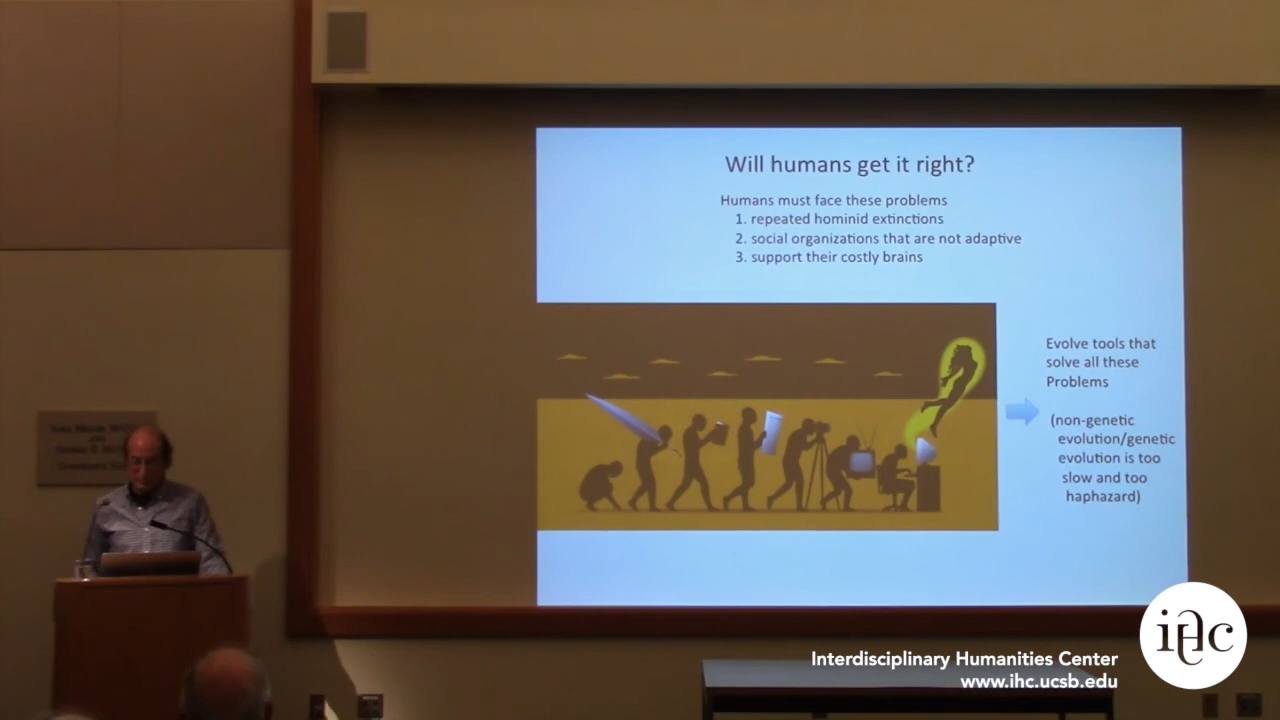 Will humans get it right?
Humans must face these problems
1. repeated hominid extinctions
2. social organizations that are not adaptive
3. support their costly brains
Evolve tools that
solve all these
Problems
(non-genetic
evolution/genetic
evolution is too
slow and too
haphazard)
ihc
Interdisciplinary Humanities Center
www.ihc.ucsb.edu